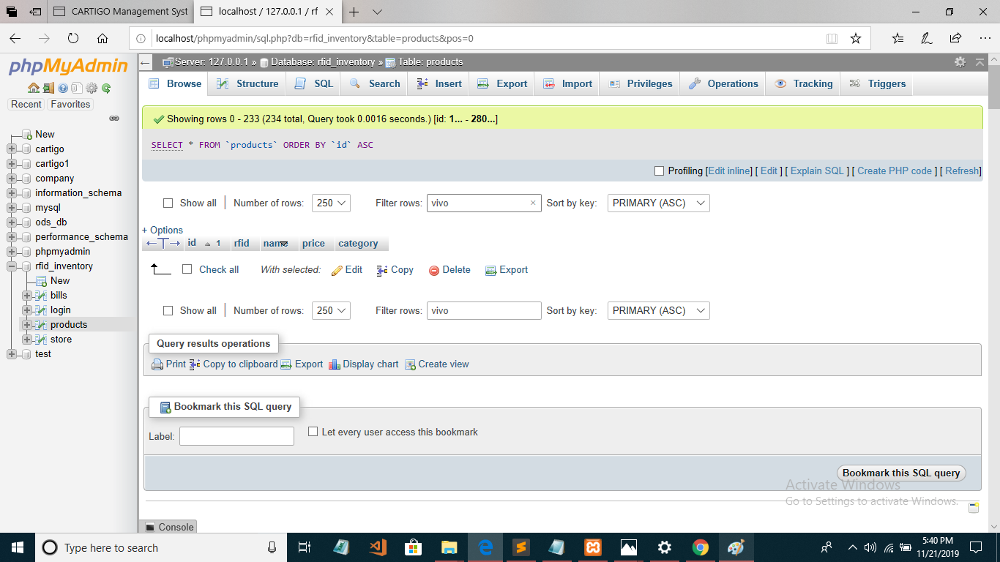 CARTIGO Management Syst
localhost / 127.0.0.1 / rf
localhost/phpmyadmin/sql.php?db=rfid_inventory&table=products&pos=0
phpMyAdmin
Recent Favorites
New
cartigo
cartigo1
company
information_schema
mysql
ods_db
performance_schema
phpmyadmin
rfid_inventory
New
bills
login
products
store
test
Server: 127.0.0.1 » Database: rfid_inventory » Table: products
Browse Structure SQL Search Insert Export Import Privileges Operations Tracking Triggers
Showing rows 0 - 233 (234 total, Query took 0.0016 seconds.) [id: 1... - 280...]
SELECT * FROM `products` ORDER BY `id` ASC
Profiling [Edit inline] [ Edit ] [ Explain SQL ] [ Create PHP code ] [ Refresh]
Show all Number of rows: 250 Filter rows: vivo × Sort by key: PRIMARY (ASC)
+ Options
←T→ id 1 rfid name price category
Check all With selected: Edit Copy Delete Export
Show all Number of rows: 250 Filter rows: vivo Sort by key: PRIMARY (ASC)
Query results operations
Print Copy to clipboard Export Display chart Create view
Bookmark this SQL query
Label: Let every user access this bookmark
Bookmark this SQL query
Activate Windows
Go to Settings to activate Windows.
Console
Type here to search
5:40 PM
11/21/2019